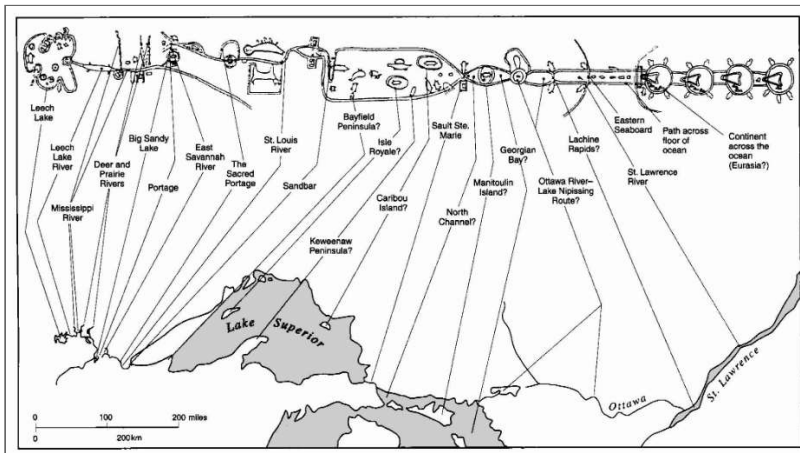 Leech
Lake
Leech
Lake
River
Mississippi
River
Deer and
Prairie
Rivers
Big Sandy
Lake
Portage
East
Savannah
River
The
Sacred
Portage
St. Louis
River
Sandbar
Bayfield
Peninsula?
Isle
Royale?
Keweenaw
Peninsula?
Caribou
Island?
Sault Ste.
Marie
North
Channel?
Manitoulin
Island?
Georgian
Bay?
Ottawa River–
Lake Nipissing
Route?
Lachine
Rapids?
St. Lawrence
River
Eastern
Seaboard
Path across
floor of
ocean
Continent
across the
ocean
(Eurasia?)
Lake Superior
Ottawa
St. Lawrence
0 100 200 miles
0 200 km